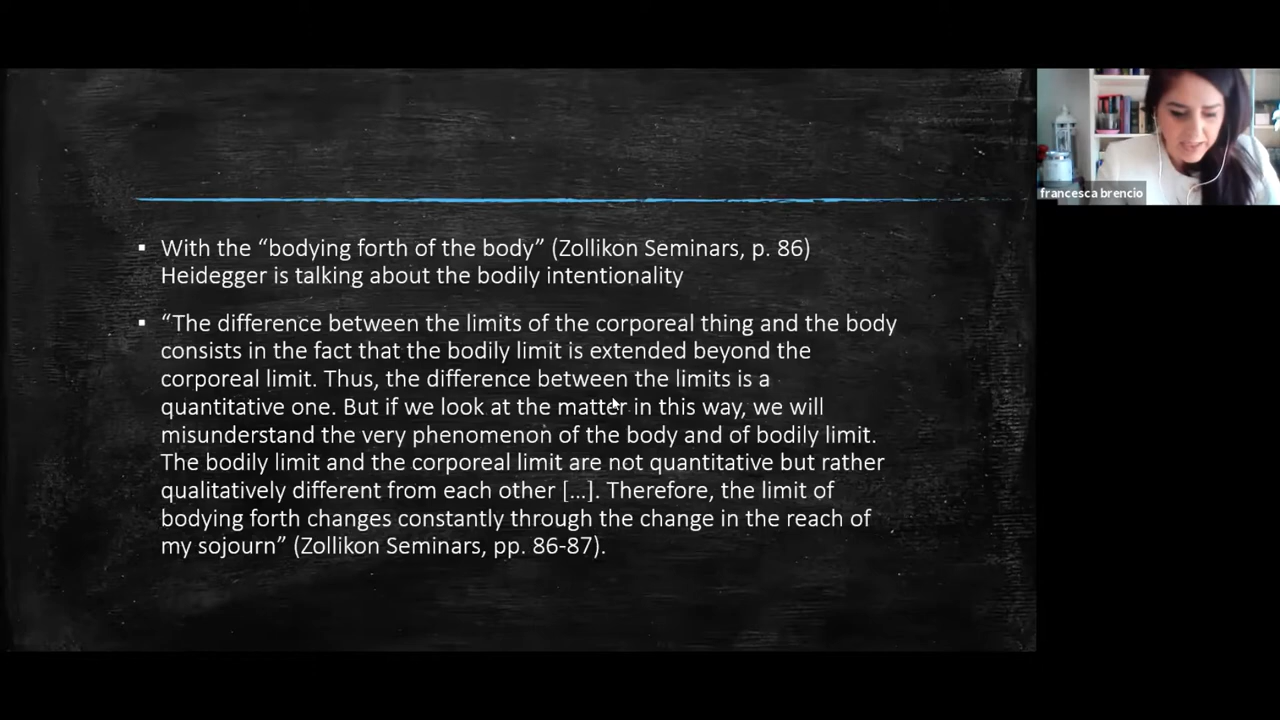 francesca brencio
▪ With the “bodying forth of the body” (Zollikon Seminars, p. 86)
Heidegger is talking about the bodily intentionality
▪ “The difference between the limits of the corporeal thing and the body
consists in the fact that the bodily limit is extended beyond the
corporeal limit. Thus, the difference between the limits is a
quantitative one. But if we look at the matter in this way, we will
misunderstand the very phenomenon of the body and of bodily limit.
The bodily limit and the corporeal limit are not quantitative but rather
qualitatively different from each other [...]. Therefore, the limit of
bodying forth changes constantly through the change in the reach of
my sojourn” (Zollikon Seminars, pp. 86-87).